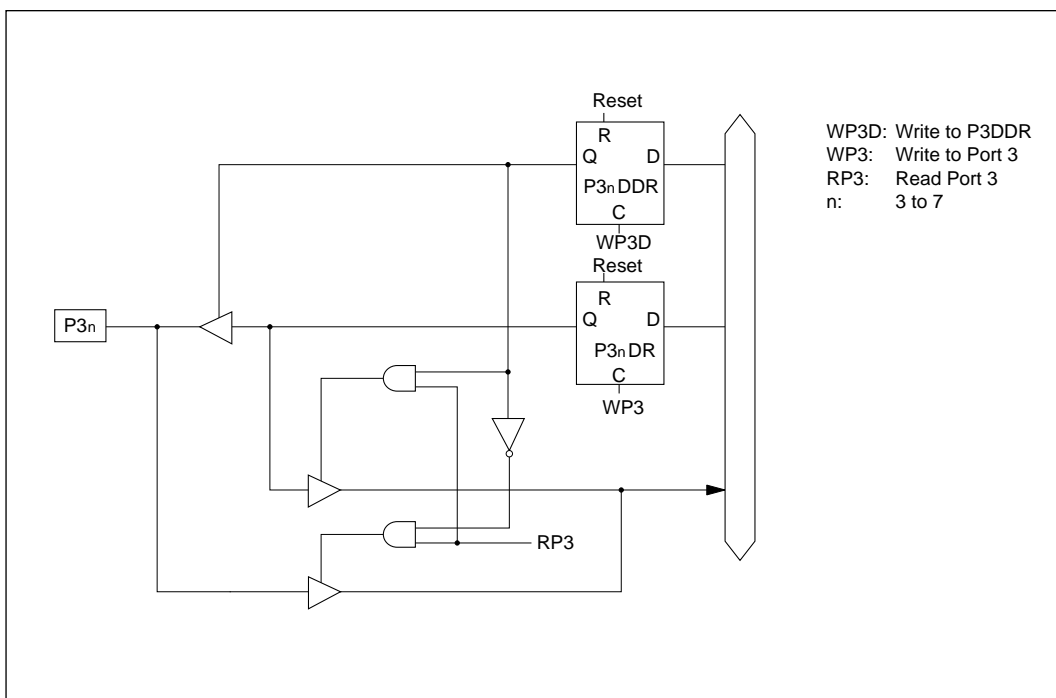 Reset
R
Q D
P3n DDR
C
WP3D
Reset
R
Q D
P3n DR
C
WP3
P3n
RP3
WP3D: Write to P3DDR
WP3: Write to Port 3
RP3: Read Port 3
n: 3 to 7